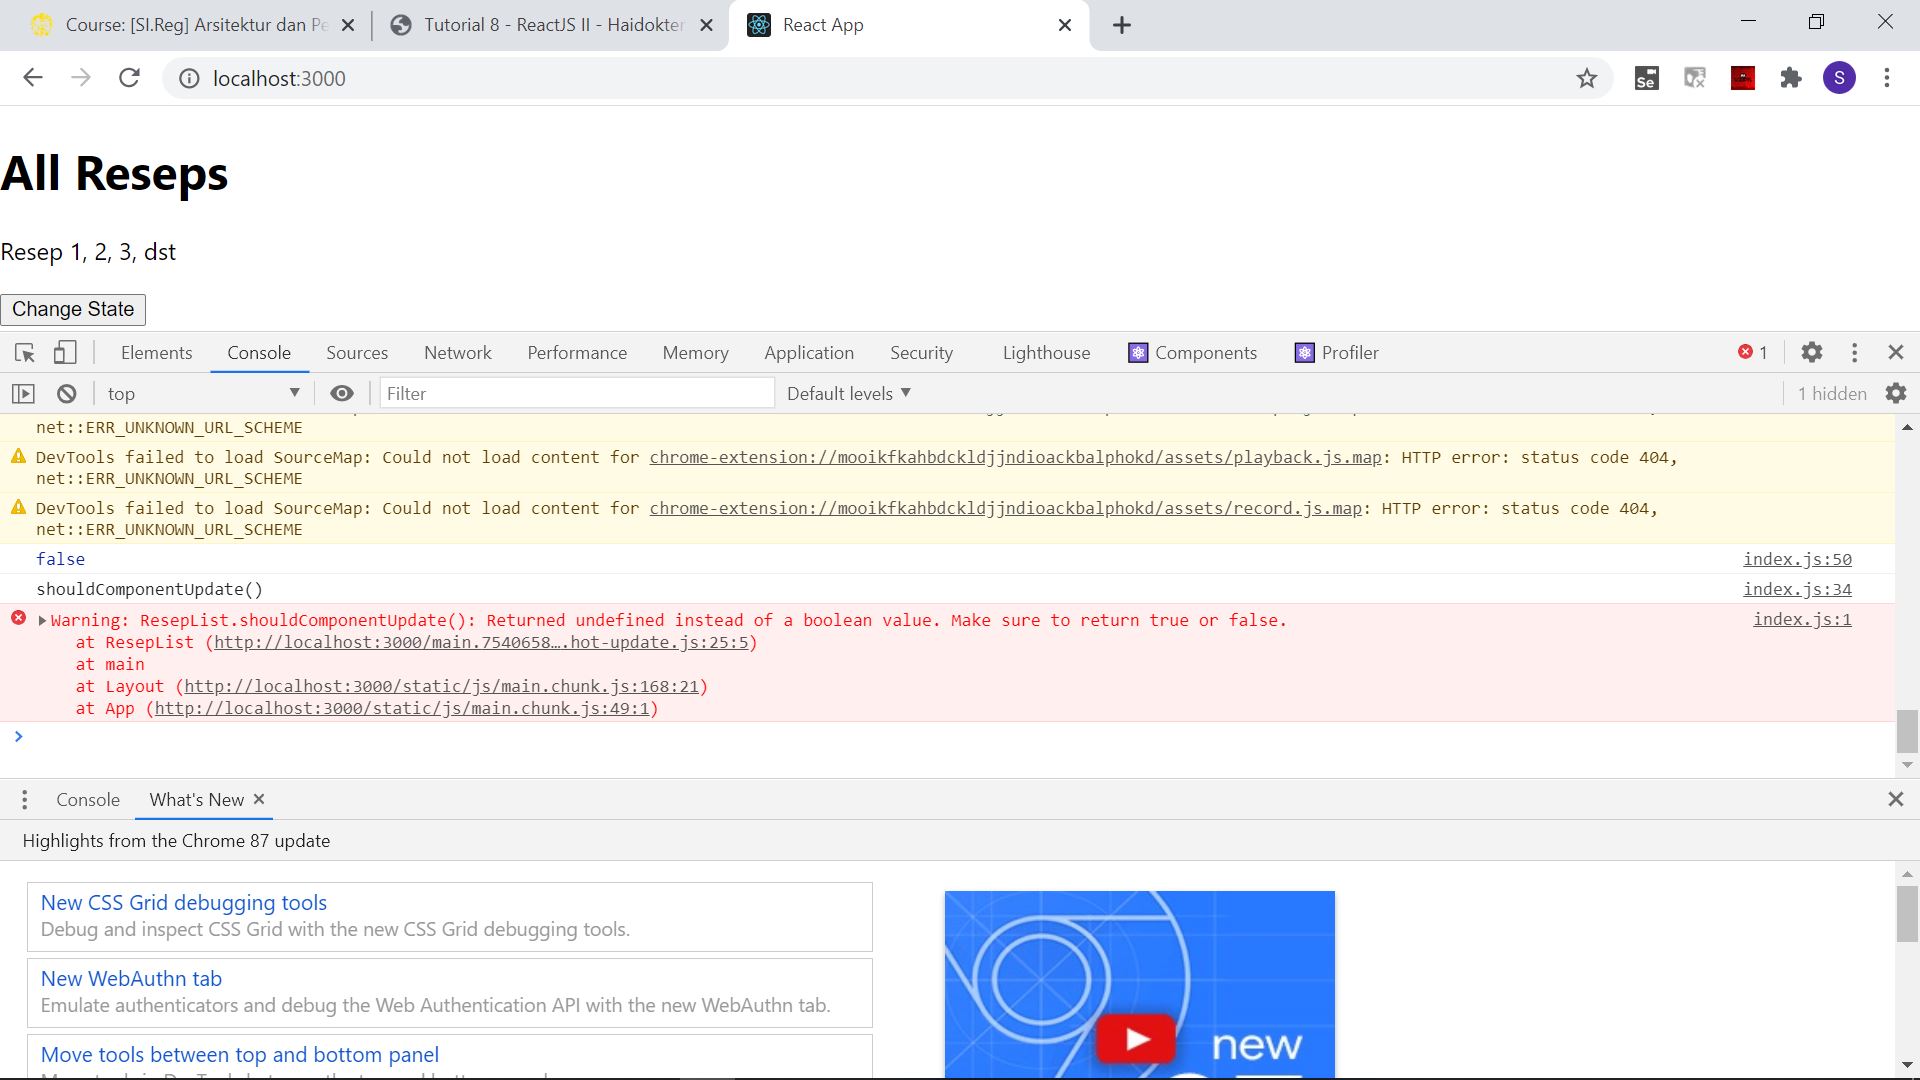 Course: [SI.Reg] Arsitektur dan Pe
Tutorial 8 - ReactJS II - Haidokter
React App
localhost:3000
Se
S
All Reseps
Resep 1, 2, 3, dst
Change State
Elements
Console
Sources
Network
Performance
Memory
Application
Security
Lighthouse
Components
Profiler
1
top
Filter
Default levels
1 hidden
net::ERR_UNKNOWN_URL_SCHEME
DevTools failed to load SourceMap: Could not load content for chrome-extension://mooikfkahbdckldjjndioackbalphokd/assets/playback.js.map: HTTP error: status code 404,
net::ERR_UNKNOWN_URL_SCHEME
DevTools failed to load SourceMap: Could not load content for chrome-extension://mooikfkahbdckldjjndioackbalphokd/assets/record.js.map: HTTP error: status code 404,
net::ERR_UNKNOWN_URL_SCHEME
false
index.js:50
shouldComponentUpdate()
index.js:34
Warning: ResepList.shouldComponentUpdate(): Returned undefined instead of a boolean value. Make sure to return true or false.
index.js:1
at ResepList (http://localhost:3000/main.7540658….hot-update.js:25:5)
at main
at Layout (http://localhost:3000/static/js/main.chunk.js:168:21)
at App (http://localhost:3000/static/js/main.chunk.js:49:1)
Console
What's New
Highlights from the Chrome 87 update
New CSS Grid debugging tools
Debug and inspect CSS Grid with the new CSS Grid debugging tools.
New WebAuthn tab
Emulate authenticators and debug the Web Authentication API with the new WebAuthn tab.
Move tools between top and bottom panel
new